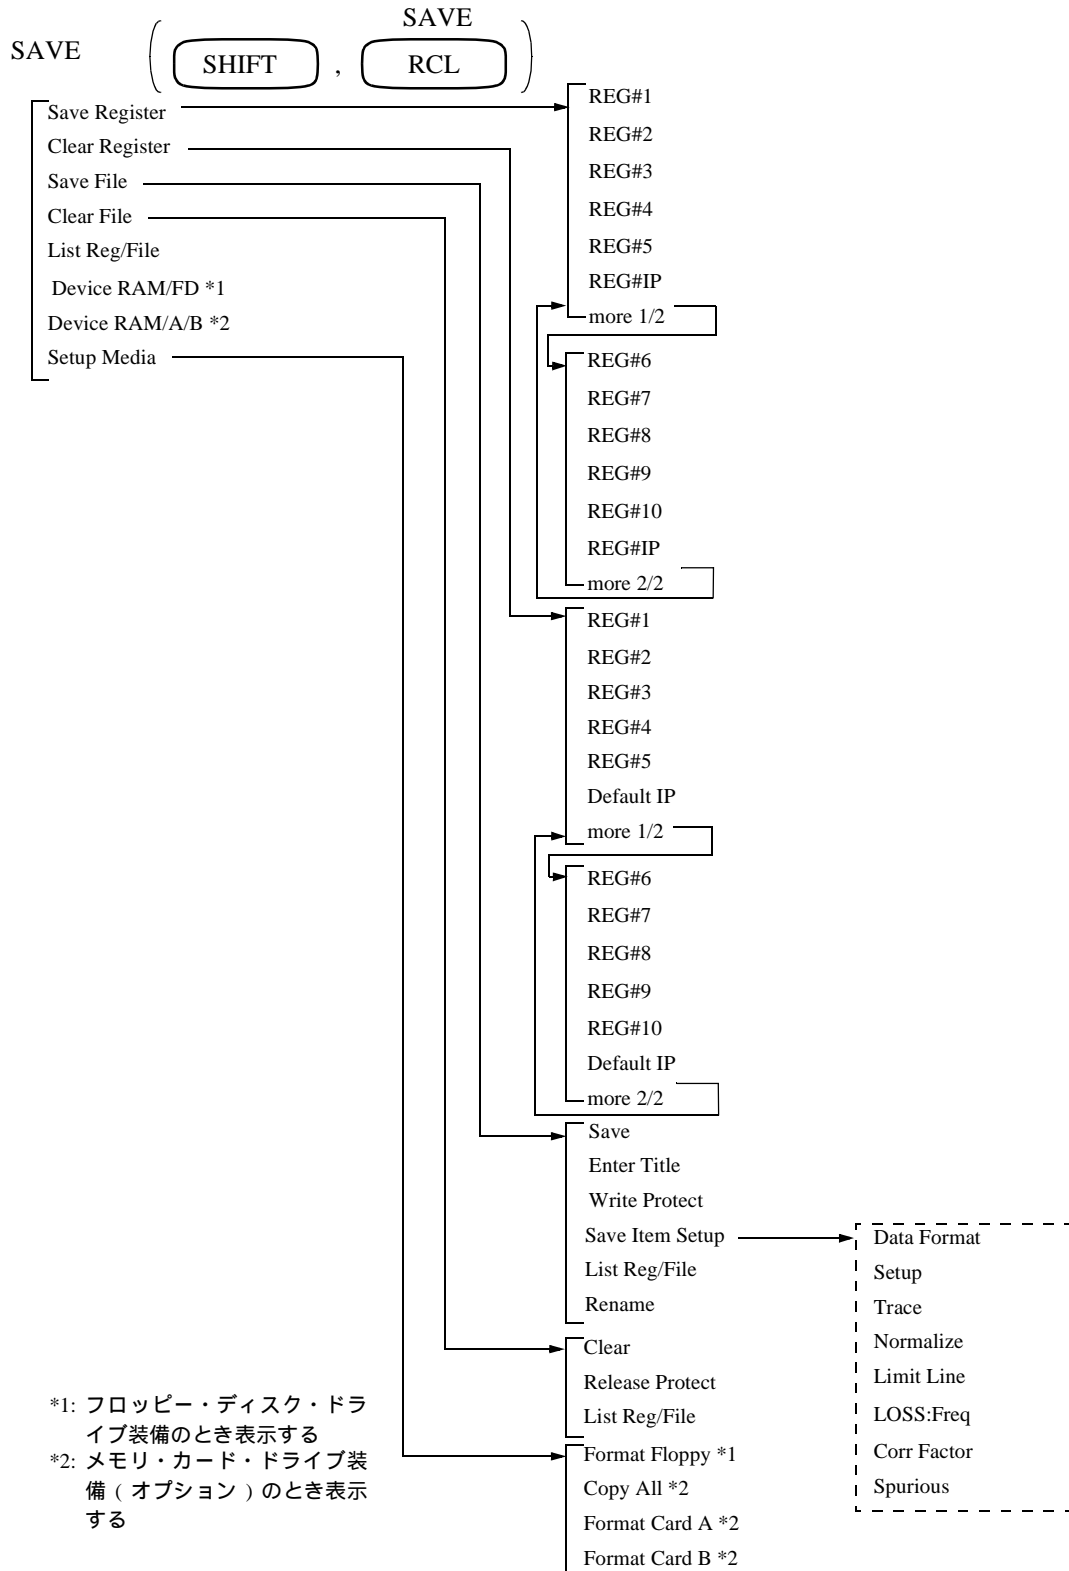 SAVE
SAVE
SHIFT , RCL
Save Register
Clear Register
Save File
Clear File
List Reg/File
Device RAM/FD *1
Device RAM/A/B *2
Setup Media
REG#1
REG#2
REG#3
REG#4
REG#5
REG#IP
more 1/2
REG#6
REG#7
REG#8
REG#9
REG#10
REG#IP
more 2/2
REG#1
REG#2
REG#3
REG#4
REG#5
Default IP
more 1/2
REG#6
REG#7
REG#8
REG#9
REG#10
Default IP
more 2/2
Save
Enter Title
Write Protect
Save Item Setup
List Reg/File
Rename
Data Format
Setup
Trace
Normalize
Limit Line
LOSS:Freq
Corr Factor
Spurious
Clear
Release Protect
List Reg/File
Format Floppy *1
Copy All *2
Format Card A *2
Format Card B *2
*1: フロッピー・ディスク・ドラ
イブ装備のとき表示する
*2: メモリ・カード・ドライブ装
備 ( オプション ) のとき表示
する